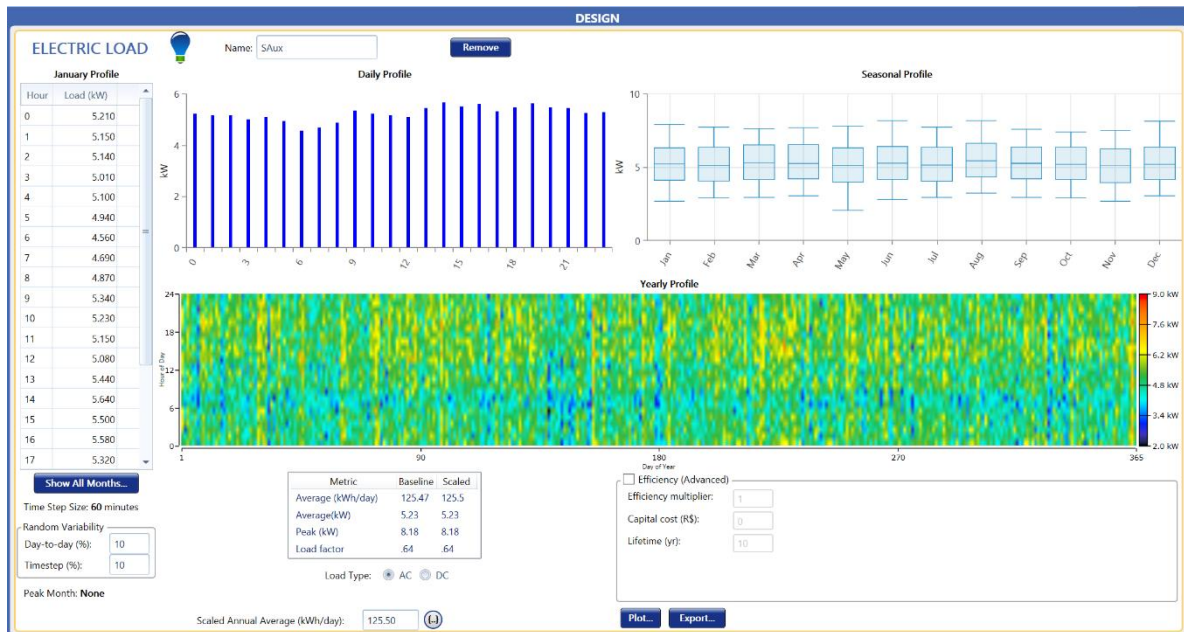 DESIGN
ELECTRIC LOAD
Name: SAux
Remove
January Profile
Hour Load (kW)
0 5.210
1 5.150
2 5.140
3 5.010
4 5.100
5 4.940
6 4.560
7 4.690
8 4.870
9 5.340
10 5.230
11 5.150
12 5.080
13 5.440
14 5.640
15 5.500
16 5.580
17 5.320
Show All Months...
Time Step Size: 60 minutes
Random Variability
Day-to-day (%): 10
Timestep (%): 10
Peak Month: None
Daily Profile
kW
6
4
2
0
0 3 6 9 12 15 18 21
Seasonal Profile
kW
10
5
0
Jan Feb Mar Apr May Jun Jul Aug Sep Oct Nov Dec
Yearly Profile
Hour of Day
24
18
12
6
0
1 90 180 270 365
Day of Year
9.0 kW
7.6 kW
6.2 kW
4.8 kW
3.4 kW
2.0 kW
Metric Baseline Scaled
Average (kWh/day) 125.47 125.5
Average(kW) 5.23 5.23
Peak (kW) 8.18 8.18
Load factor .64 .64
Load Type: AC DC
Scaled Annual Average (kWh/day): 125.50 {..}
Efficiency (Advanced)
Efficiency multiplier: 1
Capital cost (R$): 0
Lifetime (yr): 10
Plot... Export...